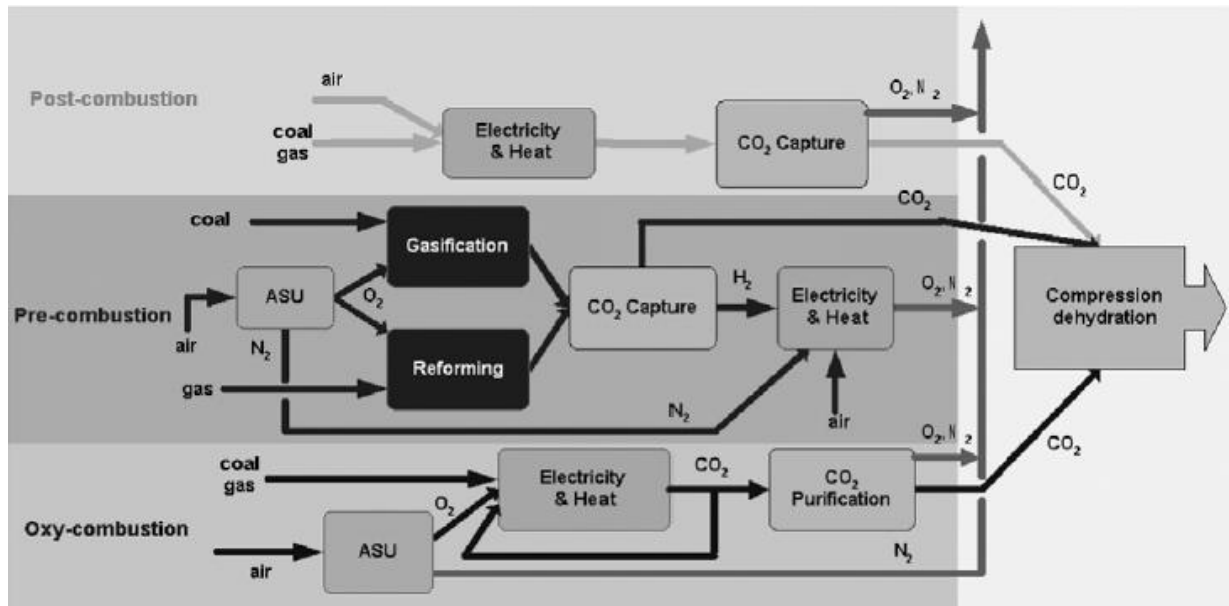 Post-combustion
air
coal
gas
Electricity
& Heat
CO₂ Capture
O₂, N₂
CO₂
Pre-combustion
coal
Gasification
CO₂
air
ASU
O₂
N₂
gas
Reforming
CO₂ Capture
H₂
Electricity
& Heat
O₂, N₂
N₂
air
Compression
dehydration
Oxy-combustion
coal
gas
O₂
Electricity
& Heat
CO₂
CO₂
Purification
O₂, N₂
CO₂
air
ASU
N₂